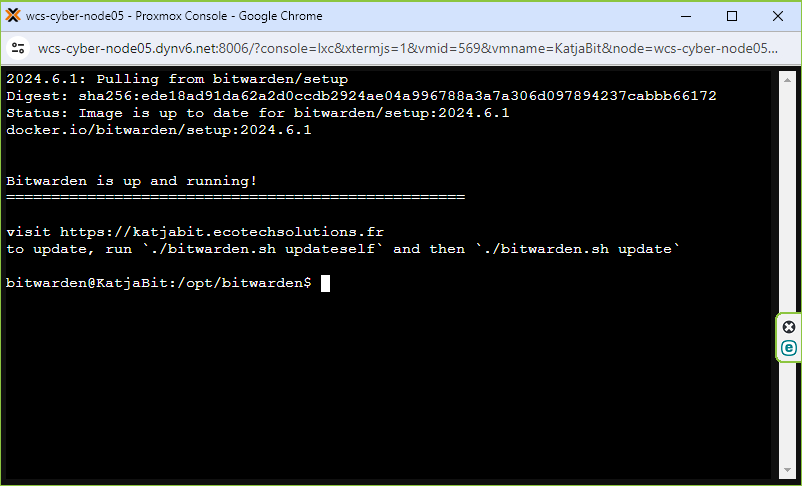 wcs-cyber-node05 - Proxmox Console - Google Chrome
wcs-cyber-node05.dynv6.net:8006/?console=lxc&xtermjs=1&vmid=569&vmname=KatjaBit&node=wcs-cyber-node05...
2024.6.1: Pulling from bitwarden/setup
Digest: sha256:ede18ad91da62a2d0ccdb2924ae04a996788a3a7a306d097894237cabbb66172
Status: Image is up to date for bitwarden/setup:2024.6.1
docker.io/bitwarden/setup:2024.6.1
Bitwarden is up and running!
===================================================
visit https://katjabit.ecotechsolutions.fr
to update, run `./bitwarden.sh updateself` and then `./bitwarden.sh update`
bitwarden@KatjaBit:/opt/bitwarden$